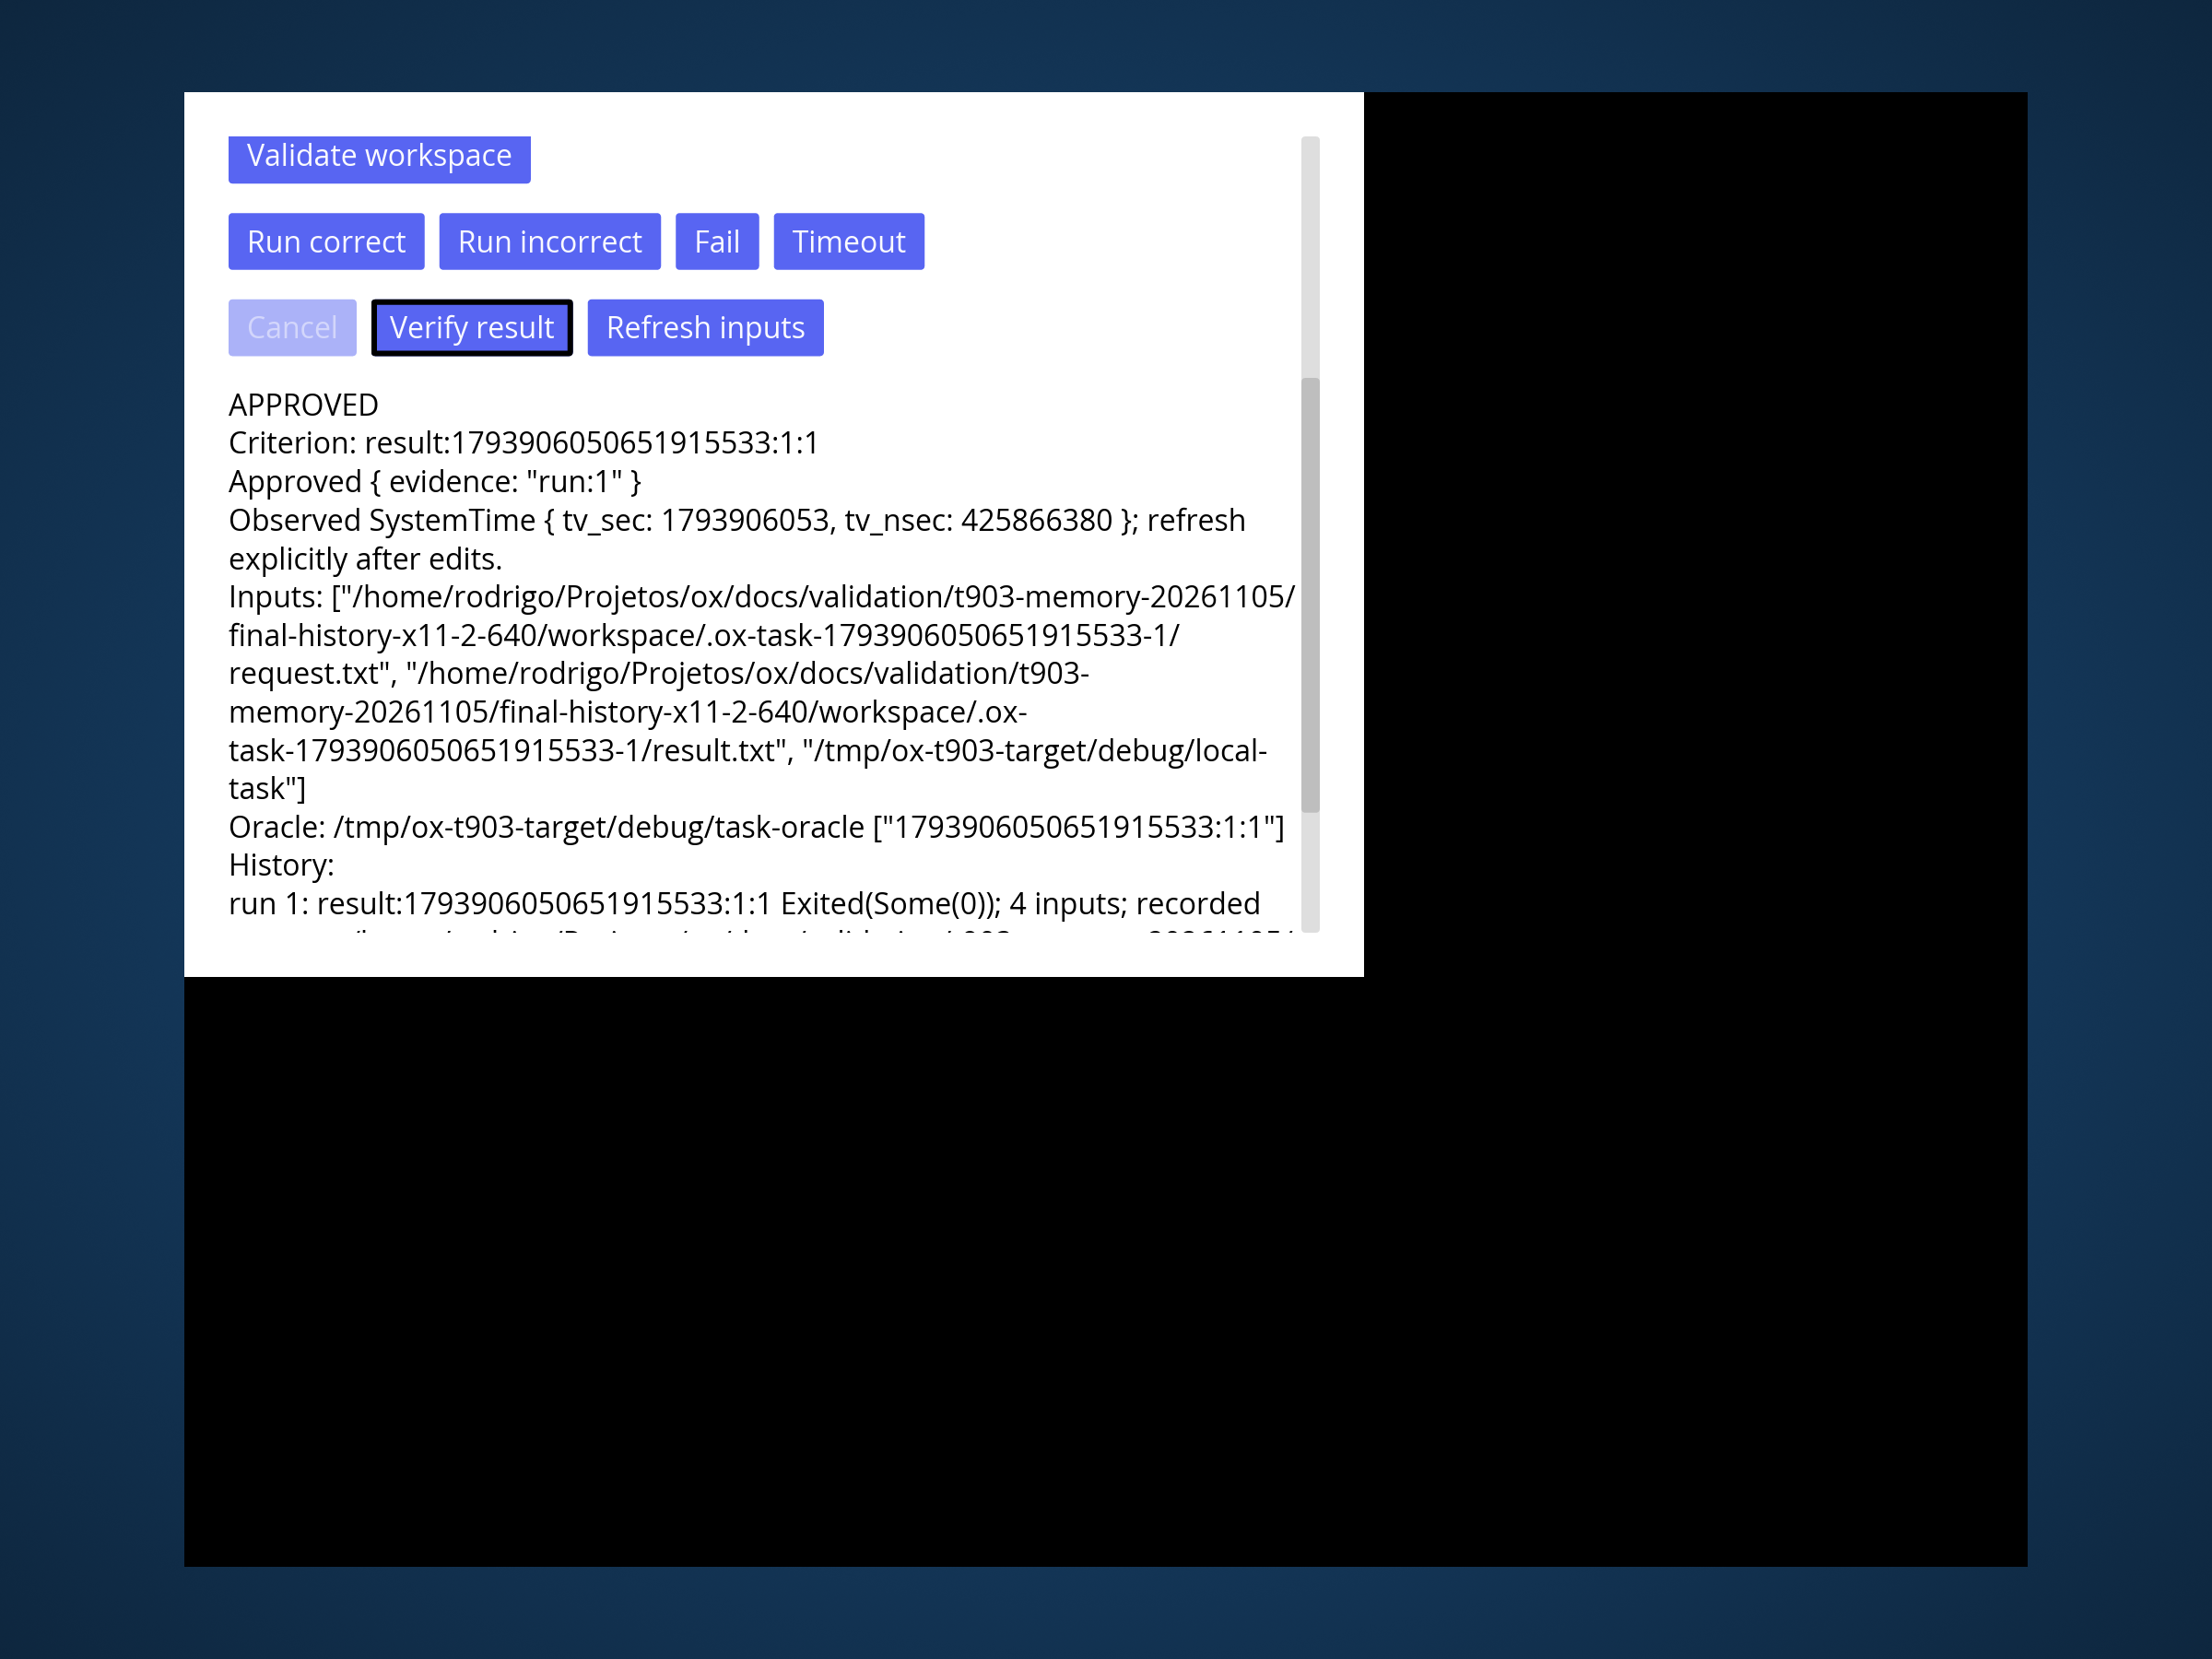 Validate workspace
Run correct Run incorrect Fail Timeout
Cancel Verify result Refresh inputs
APPROVED
Criterion: result:1793906050651915533:1:1
Approved { evidence: "run:1" }
Observed SystemTime { tv_sec: 1793906053, tv_nsec: 425866380 }; refresh
explicitly after edits.
Inputs: ["/home/rodrigo/Projetos/ox/docs/validation/t903-memory-20261105/
final-history-x11-2-640/workspace/.ox-task-1793906050651915533-1/
request.txt", "/home/rodrigo/Projetos/ox/docs/validation/t903-
memory-20261105/final-history-x11-2-640/workspace/.ox-
task-1793906050651915533-1/result.txt", "/tmp/ox-t903-target/debug/local-
task"]
Oracle: /tmp/ox-t903-target/debug/task-oracle ["1793906050651915533:1:1"]
History:
run 1: result:1793906050651915533:1:1 Exited(Some(0)); 4 inputs; recorded